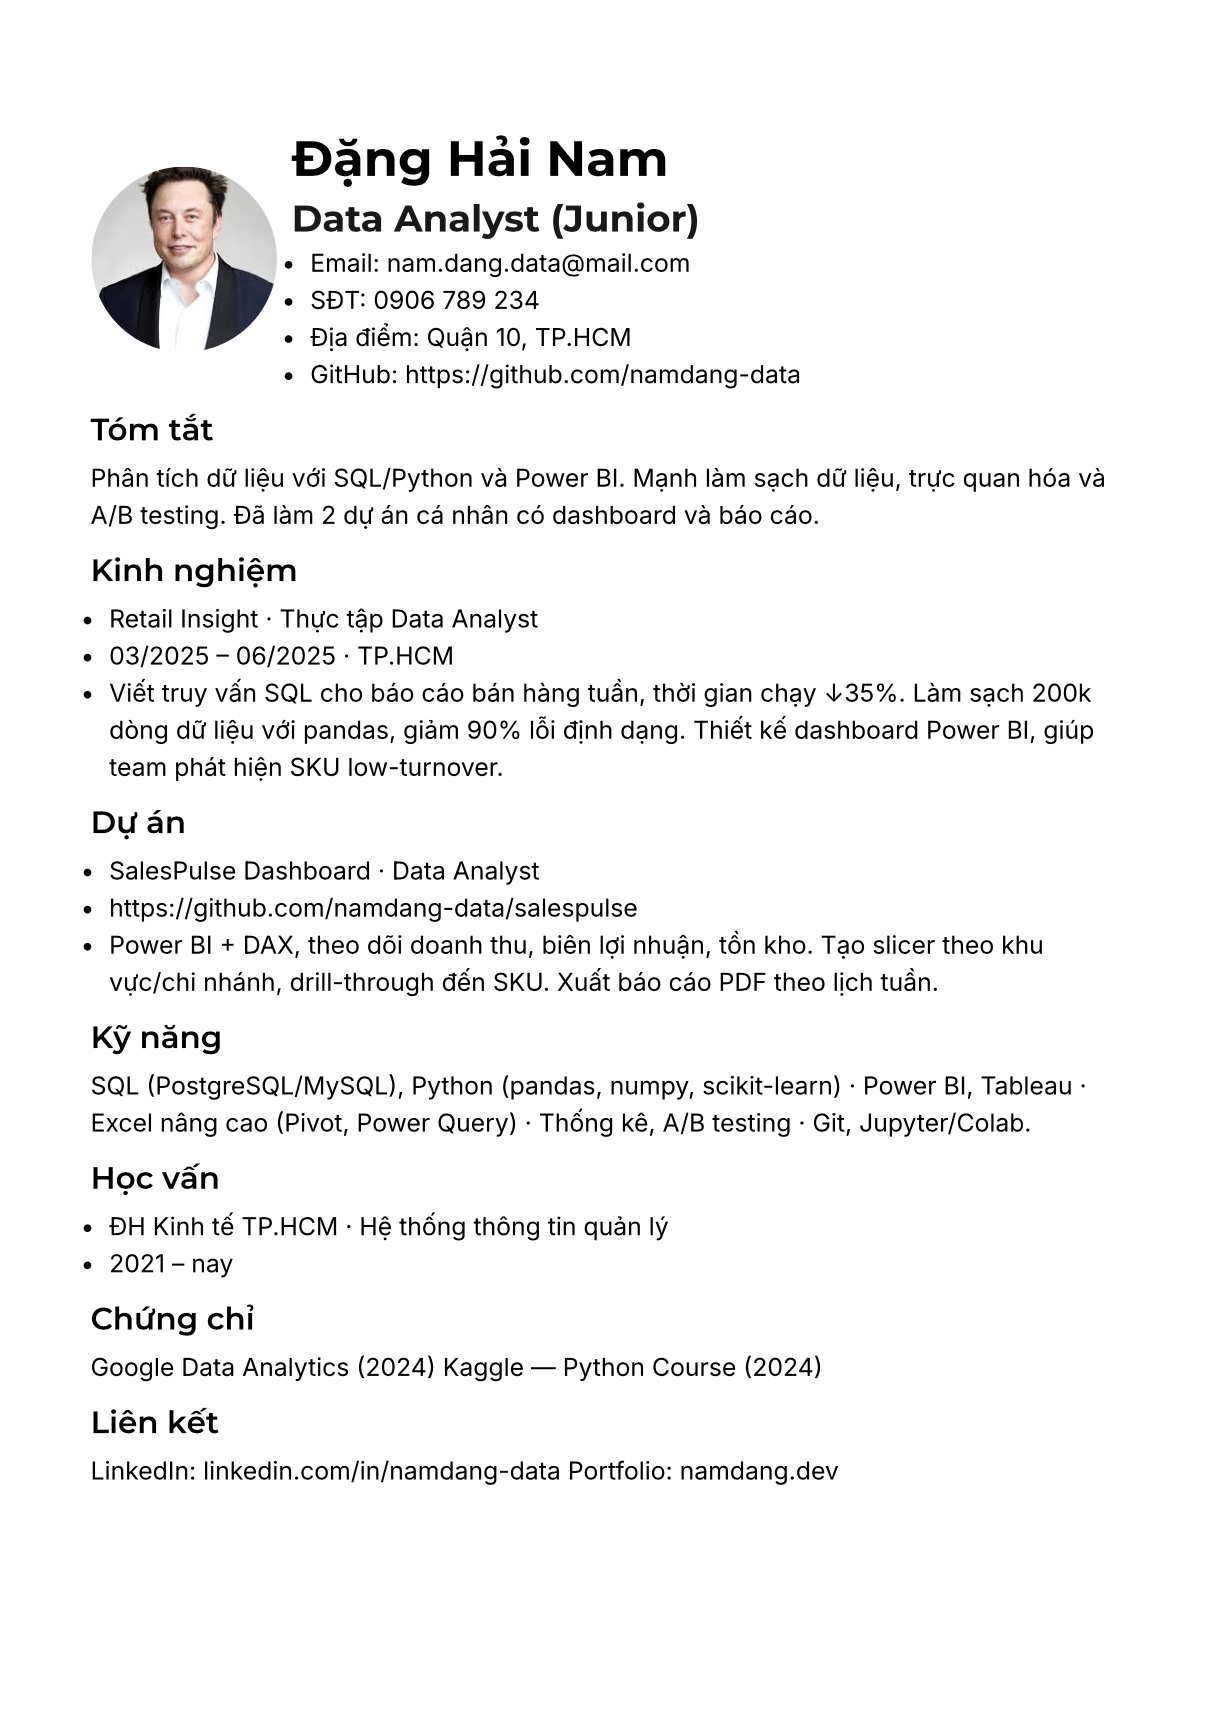 Đặng Hải Nam
Data Analyst (Junior)
• Email: nam.dang.data@mail.com
• SĐT: 0906 789 234
• Địa điểm: Quận 10, TP.HCM
• GitHub: https://github.com/namdang-data
Tóm tắt
Phân tích dữ liệu với SQL/Python và Power BI. Mạnh làm sạch dữ liệu, trực quan hóa và
A/B testing. Đã làm 2 dự án cá nhân có dashboard và báo cáo.
Kinh nghiệm
• Retail Insight · Thực tập Data Analyst
• 03/2025 – 06/2025 · TP.HCM
• Viết truy vấn SQL cho báo cáo bán hàng tuần, thời gian chạy ↓35%. Làm sạch 200k
dòng dữ liệu với pandas, giảm 90% lỗi định dạng. Thiết kế dashboard Power BI, giúp
team phát hiện SKU low-turnover.
Dự án
• SalesPulse Dashboard · Data Analyst
• https://github.com/namdang-data/salespulse
• Power BI + DAX, theo dõi doanh thu, biên lợi nhuận, tồn kho. Tạo slicer theo khu
vực/chi nhánh, drill-through đến SKU. Xuất báo cáo PDF theo lịch tuần.
Kỹ năng
SQL (PostgreSQL/MySQL), Python (pandas, numpy, scikit-learn) · Power BI, Tableau ·
Excel nâng cao (Pivot, Power Query) · Thống kê, A/B testing · Git, Jupyter/Colab.
Học vấn
• ĐH Kinh tế TP.HCM · Hệ thống thông tin quản lý
• 2021 – nay
Chứng chỉ
Google Data Analytics (2024) Kaggle — Python Course (2024)
Liên kết
LinkedIn: linkedin.com/in/namdang-data Portfolio: namdang.dev